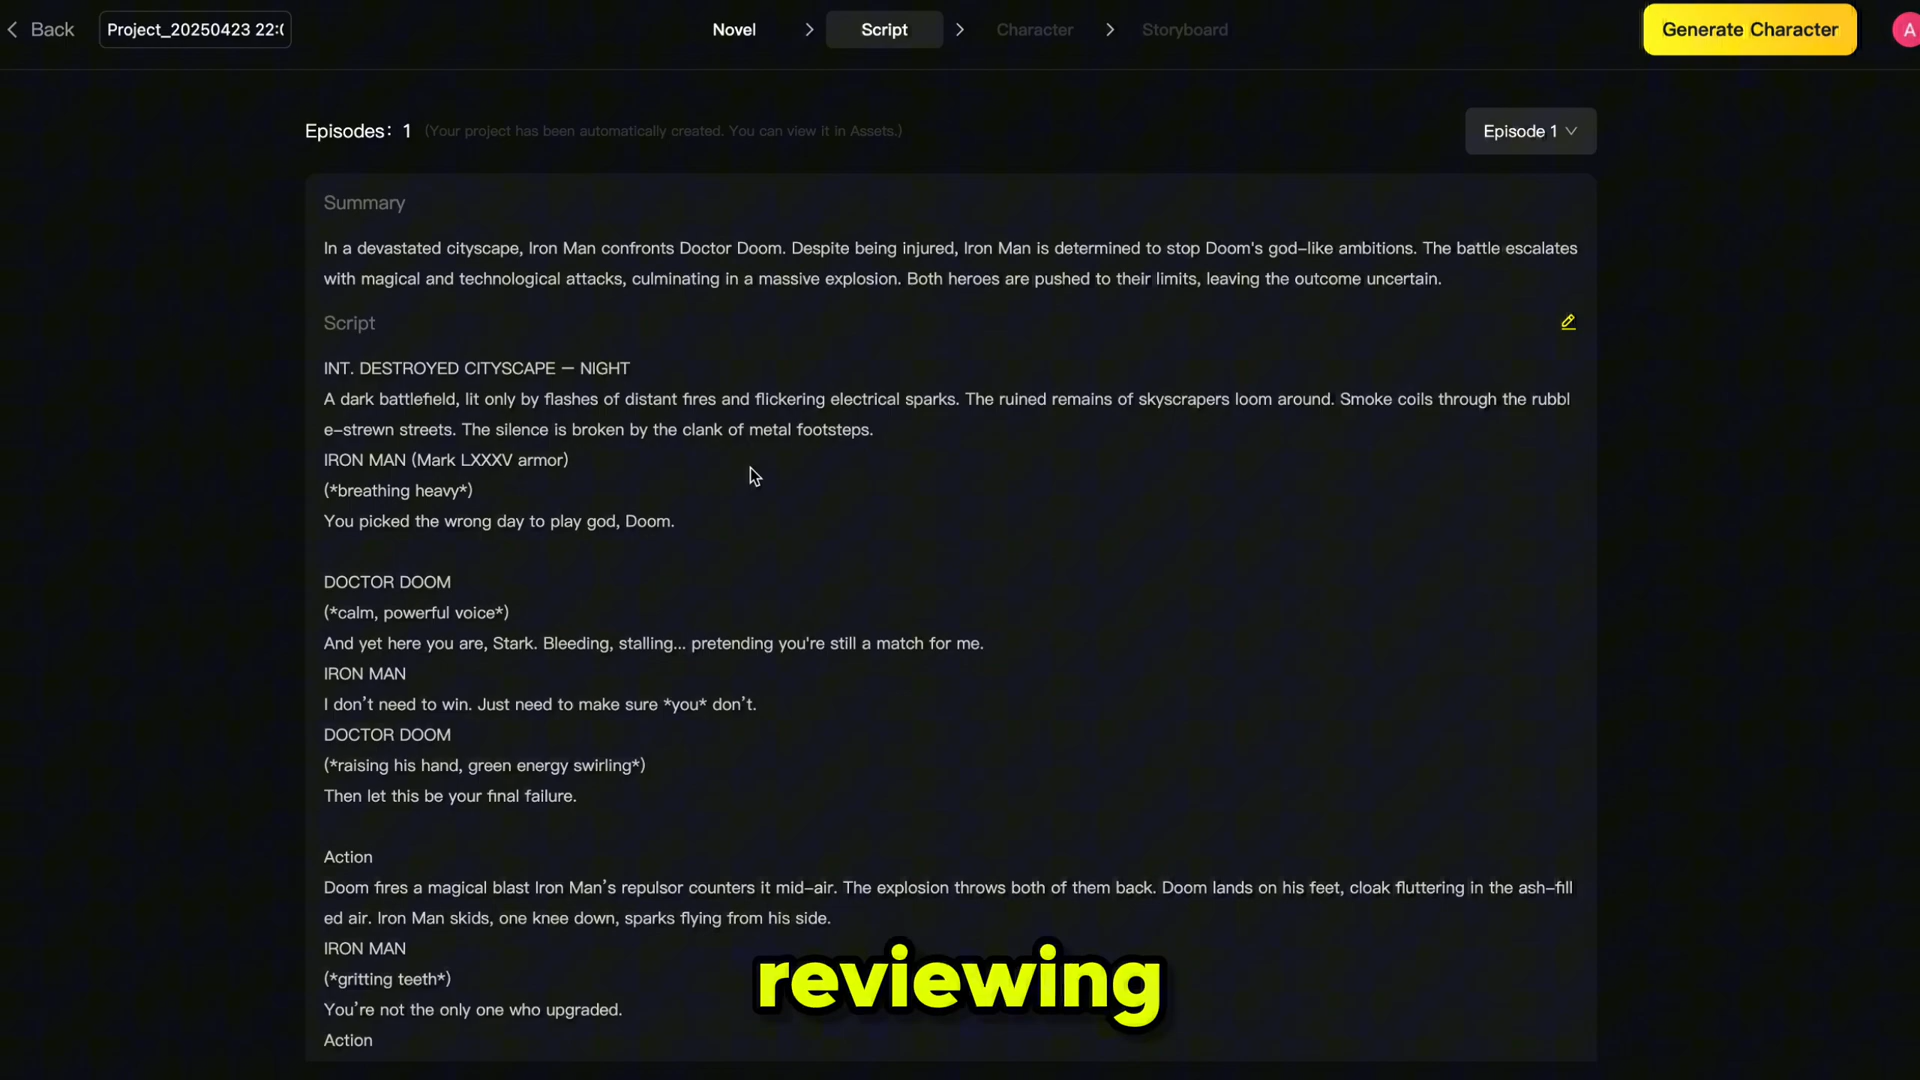 Back
Project_20250423 22:0
Novel
Script
Character
Storyboard
Generate Character
A
Episodes: 1 (Your project has been automatically created. You can view it in Assets.)
Episode 1
Summary
In a devastated cityscape, Iron Man confronts Doctor Doom. Despite being injured, Iron Man is determined to stop Doom's god-like ambitions. The battle escalates
with magical and technological attacks, culminating in a massive explosion. Both heroes are pushed to their limits, leaving the outcome uncertain.
Script
INT. DESTROYED CITYSCAPE – NIGHT
A dark battlefield, lit only by flashes of distant fires and flickering electrical sparks. The ruined remains of skyscrapers loom around. Smoke coils through the rubbl
e-strewn streets. The silence is broken by the clank of metal footsteps.
IRON MAN (Mark LXXXV armor)
(*breathing heavy*)
You picked the wrong day to play god, Doom.
DOCTOR DOOM
(*calm, powerful voice*)
And yet here you are, Stark. Bleeding, stalling... pretending you're still a match for me.
IRON MAN
I don’t need to win. Just need to make sure *you* don’t.
DOCTOR DOOM
(*raising his hand, green energy swirling*)
Then let this be your final failure.
Action
Doom fires a magical blast Iron Man’s repulsor counters it mid-air. The explosion throws both of them back. Doom lands on his feet, cloak fluttering in the ash-fill
ed air. Iron Man skids, one knee down, sparks flying from his side.
IRON MAN
(*gritting teeth*)
You’re not the only one who upgraded.
Action
reviewing